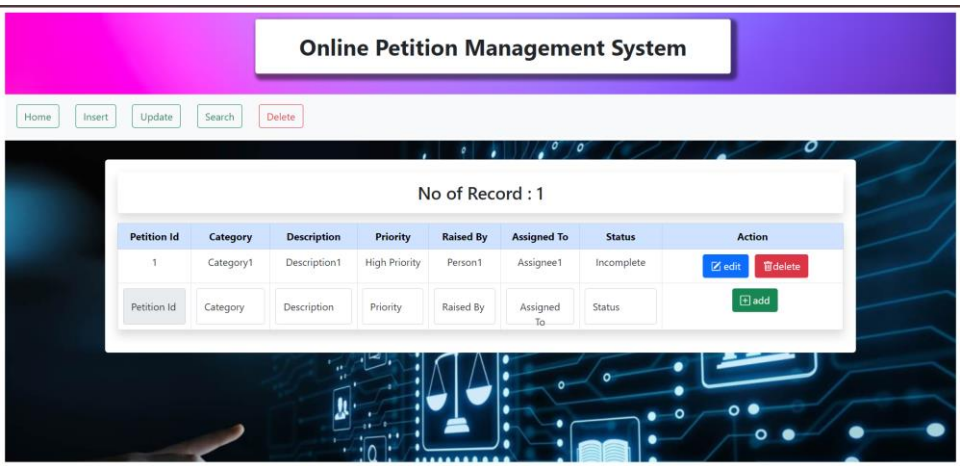 Online Petition Management System
Home Insert Update Search Delete
No of Record : 1
Petition Id Category Description Priority Raised By Assigned To Status Action
1 Category1 Description1 High Priority Person1 Assignee1 Incomplete edit delete
Petition Id Category Description Priority Raised By Assigned To Status add